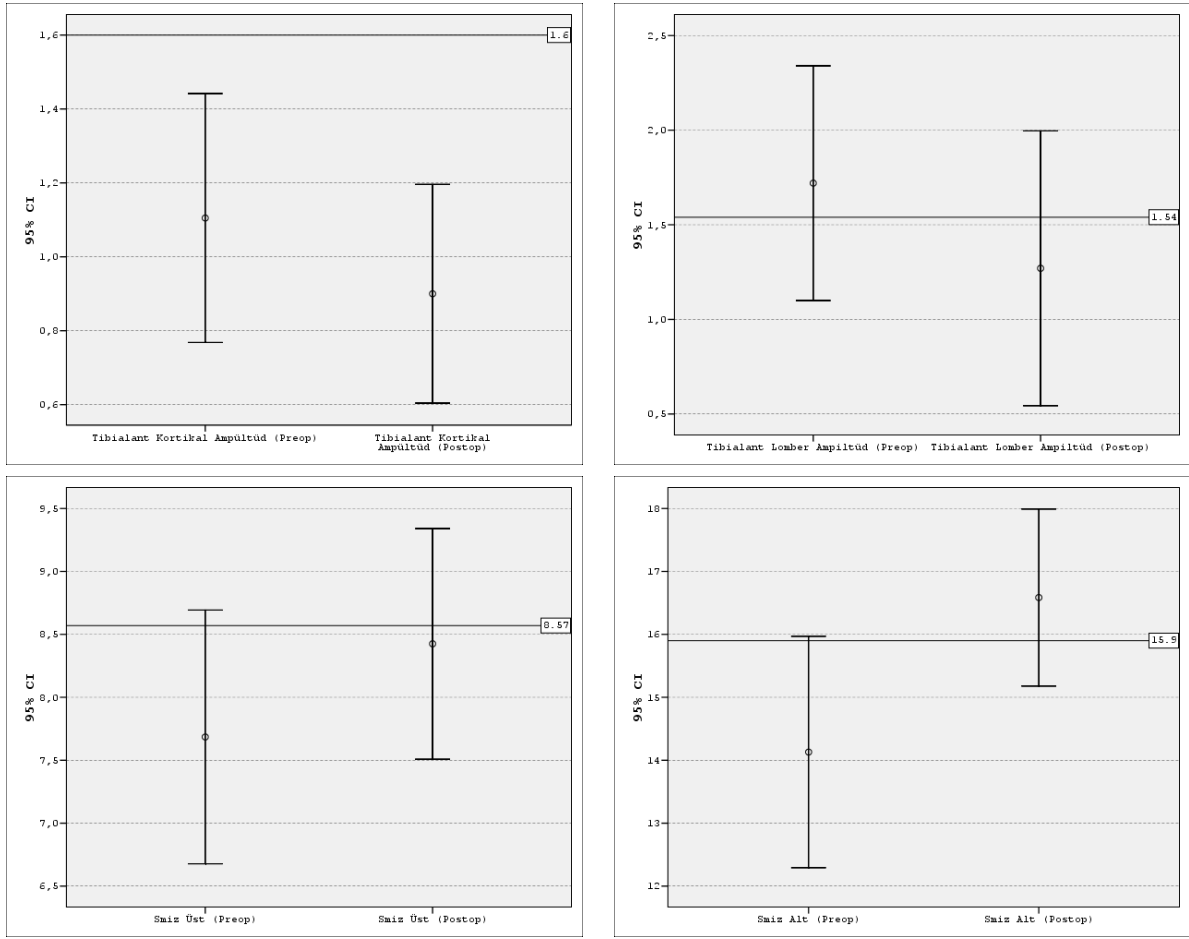 1,6
1.6
1,4
1,2
1,0
0,8
0,6
95% CI
Tibialant Kortikal Ampültüd (Preop)
Tibialant Kortikal
Ampültüd (Postop)
2,5
2,0
1.54
1,5
1,0
0,5
95% CI
Tibialant Lomber Ampiltüd (Preop)
Tibialant Lomber Ampiltüd (Postop)
9,5
9,0
8.57
8,5
8,0
7,5
7,0
6,5
95% CI
Smiz Üst (Preop)
Smiz Üst (Postop)
18
17
16
15.9
15
14
13
12
95% CI
Smiz Alt (Preop)
Smiz Alt (Postop)